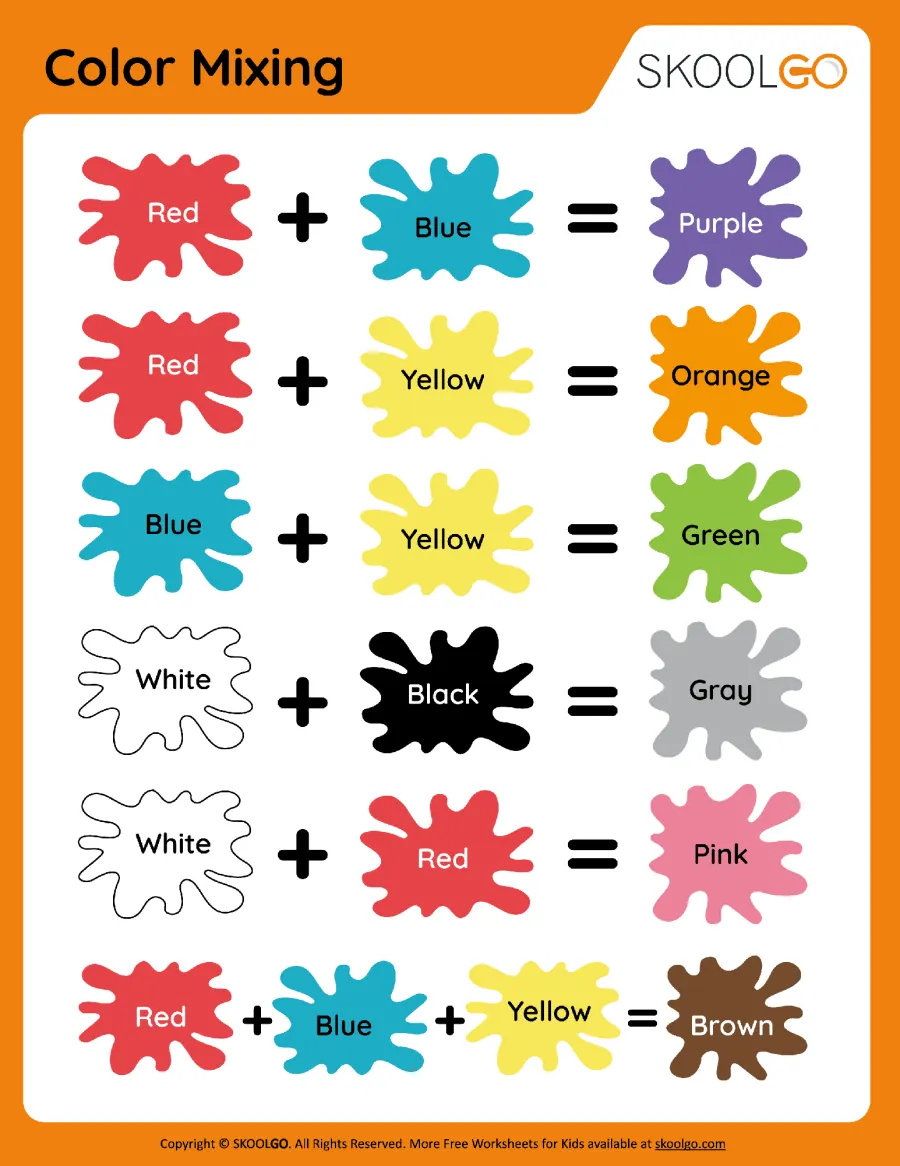 Color Mixing
SKOOLGO
Red + Blue = Purple
Red + Yellow = Orange
Blue + Yellow = Green
White + Black = Gray
White + Red = Pink
Red + Blue + Yellow = Brown
Copyright © SKOOLGO. All Rights Reserved. More Free Worksheets for Kids available at skoolgo.com